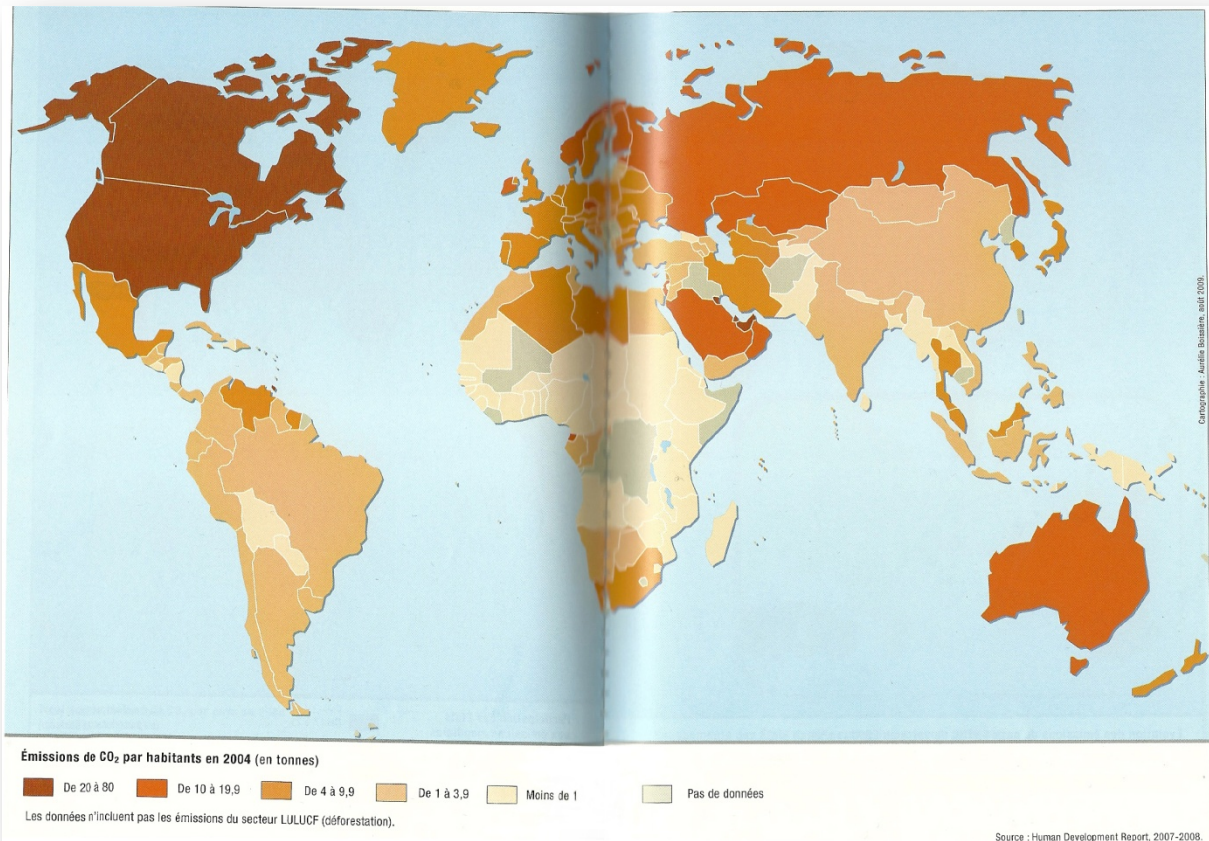 Cartographie : Aurélie Boissière, août 2009.
Émissions de CO₂ par habitants en 2004 (en tonnes)
De 20 à 80 De 10 à 19,9 De 4 à 9,9 De 1 à 3,9 Moins de 1 Pas de données
Les données n'incluent pas les émissions du secteur LULUCF (déforestation).
Source : Human Development Report, 2007-2008.